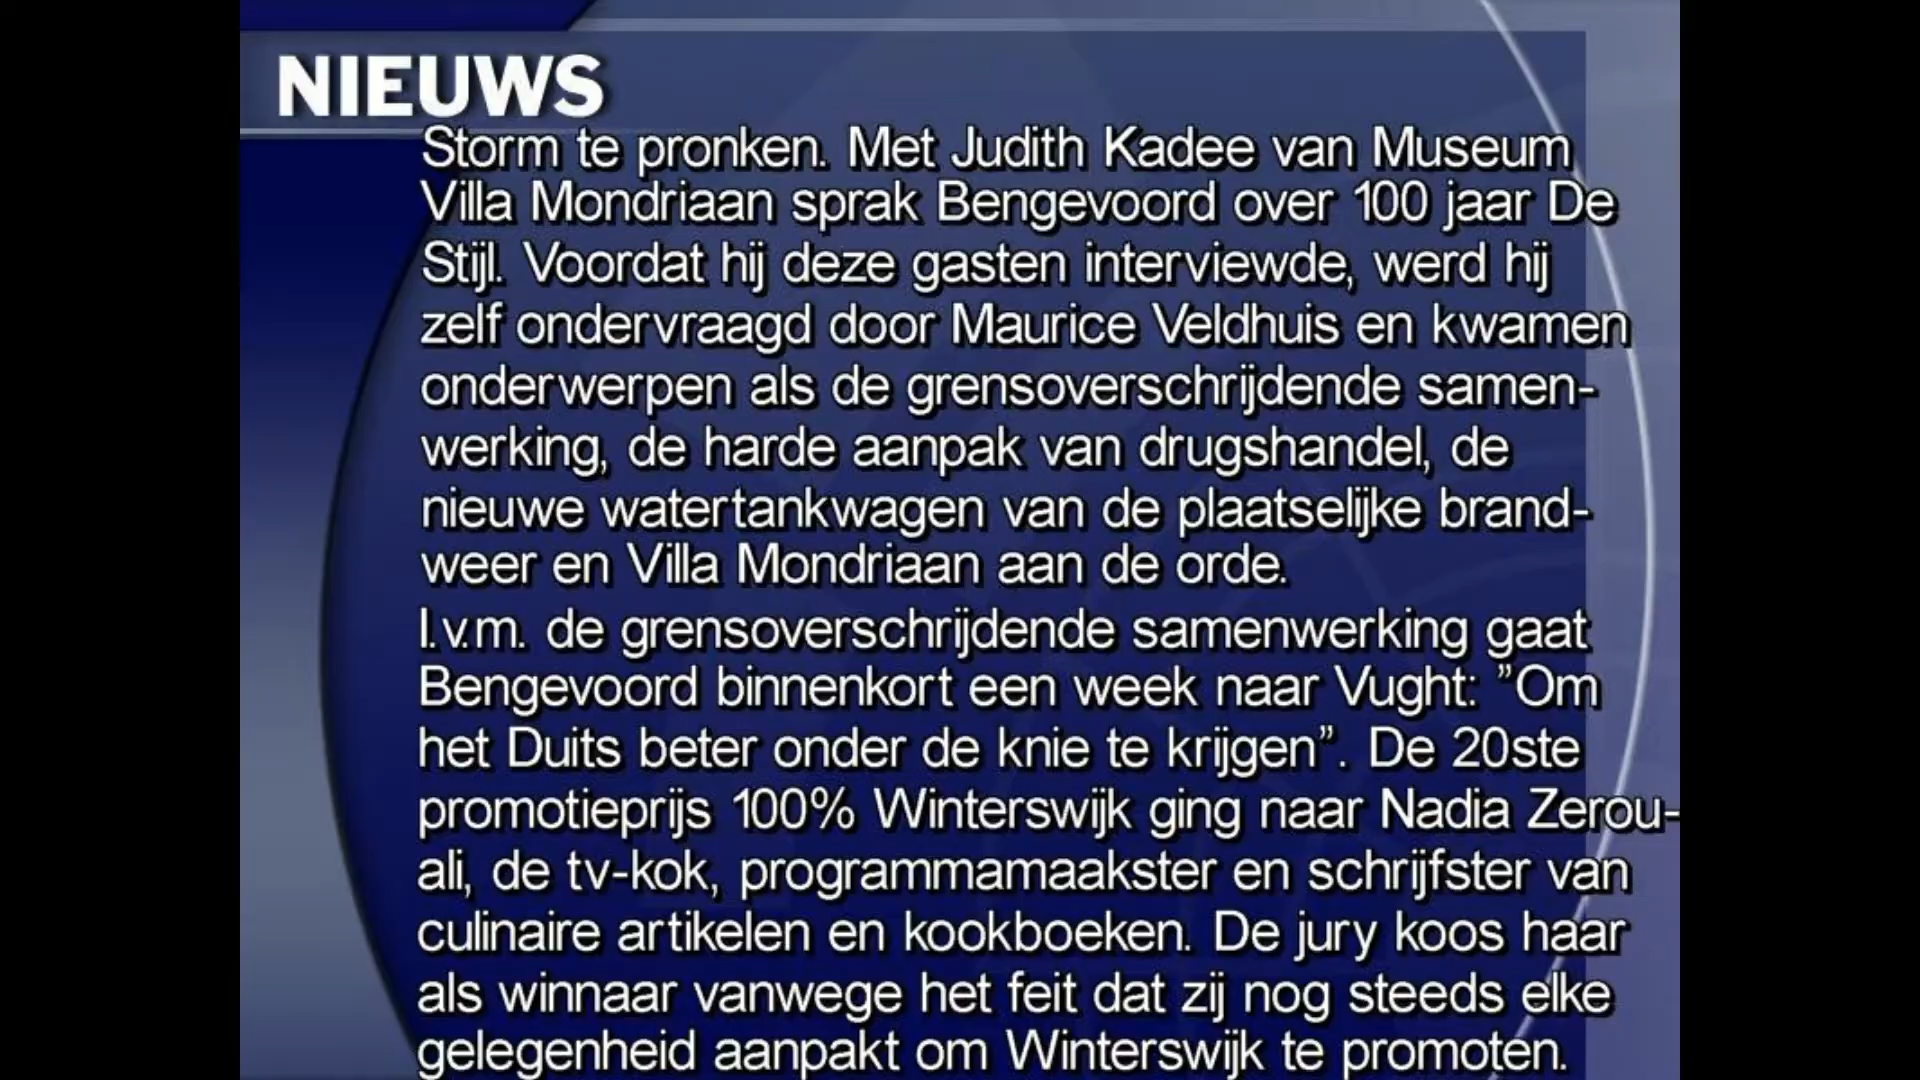 NIEUWS
Storm te pronken. Met Judith Kadee van Museum
Villa Mondriaan sprak Bengevoord over 100 jaar De
Stijl. Voordat hij deze gasten interviewde, werd hij
zelf ondervraagd door Maurice Veldhuis en kwamen
onderwerpen als de grensoverschrijdende samen-
werking, de harde aanpak van drugshandel, de
nieuwe watertankwagen van de plaatselijke brand-
weer en Villa Mondriaan aan de orde.
I.v.m. de grensoverschrijdende samenwerking gaat
Bengevoord binnenkort een week naar Vught: ”Om
het Duits beter onder de knie te krijgen”. De 20ste
promotieprijs 100% Winterswijk ging naar Nadia Zerou-
ali, de tv-kok, programmamaakster en schrijfster van
culinaire artikelen en kookboeken. De jury koos haar
als winnaar vanwege het feit dat zij nog steeds elke
gelegenheid aanpakt om Winterswijk te promoten.